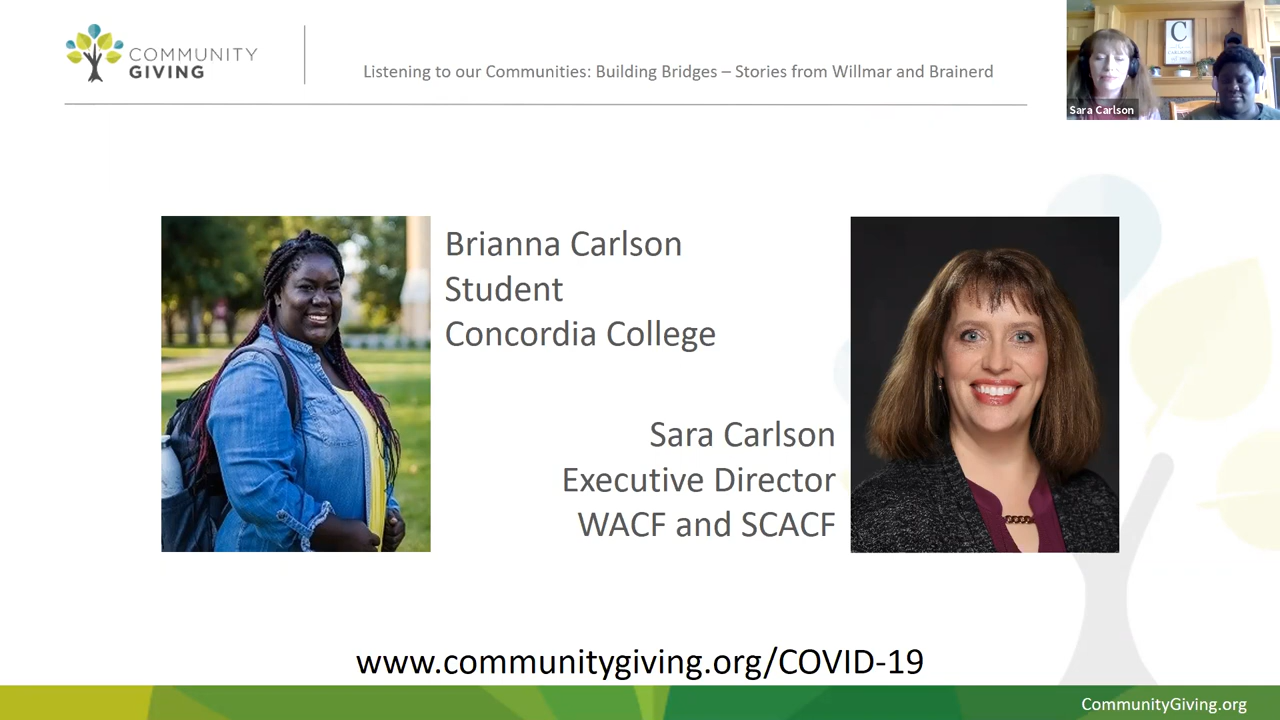 COMMUNITY
GIVING
Listening to our Communities: Building Bridges – Stories from Willmar and Brainerd
C
Sara Carlson
Brianna Carlson
Student
Concordia College
Sara Carlson
Executive Director
WACF and SCACF
www.communitygiving.org/COVID-19
CommunityGiving.org